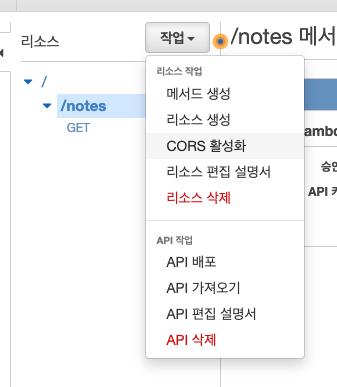 리소스
작업
/notes 메서
/
/notes
GET
리소스 작업
메서드 생성
리소스 생성
CORS 활성화
리소스 편집 설명서
리소스 삭제
API 작업
API 배포
API 가져오기
API 편집 설명서
API 삭제
ambd
승인
API 키